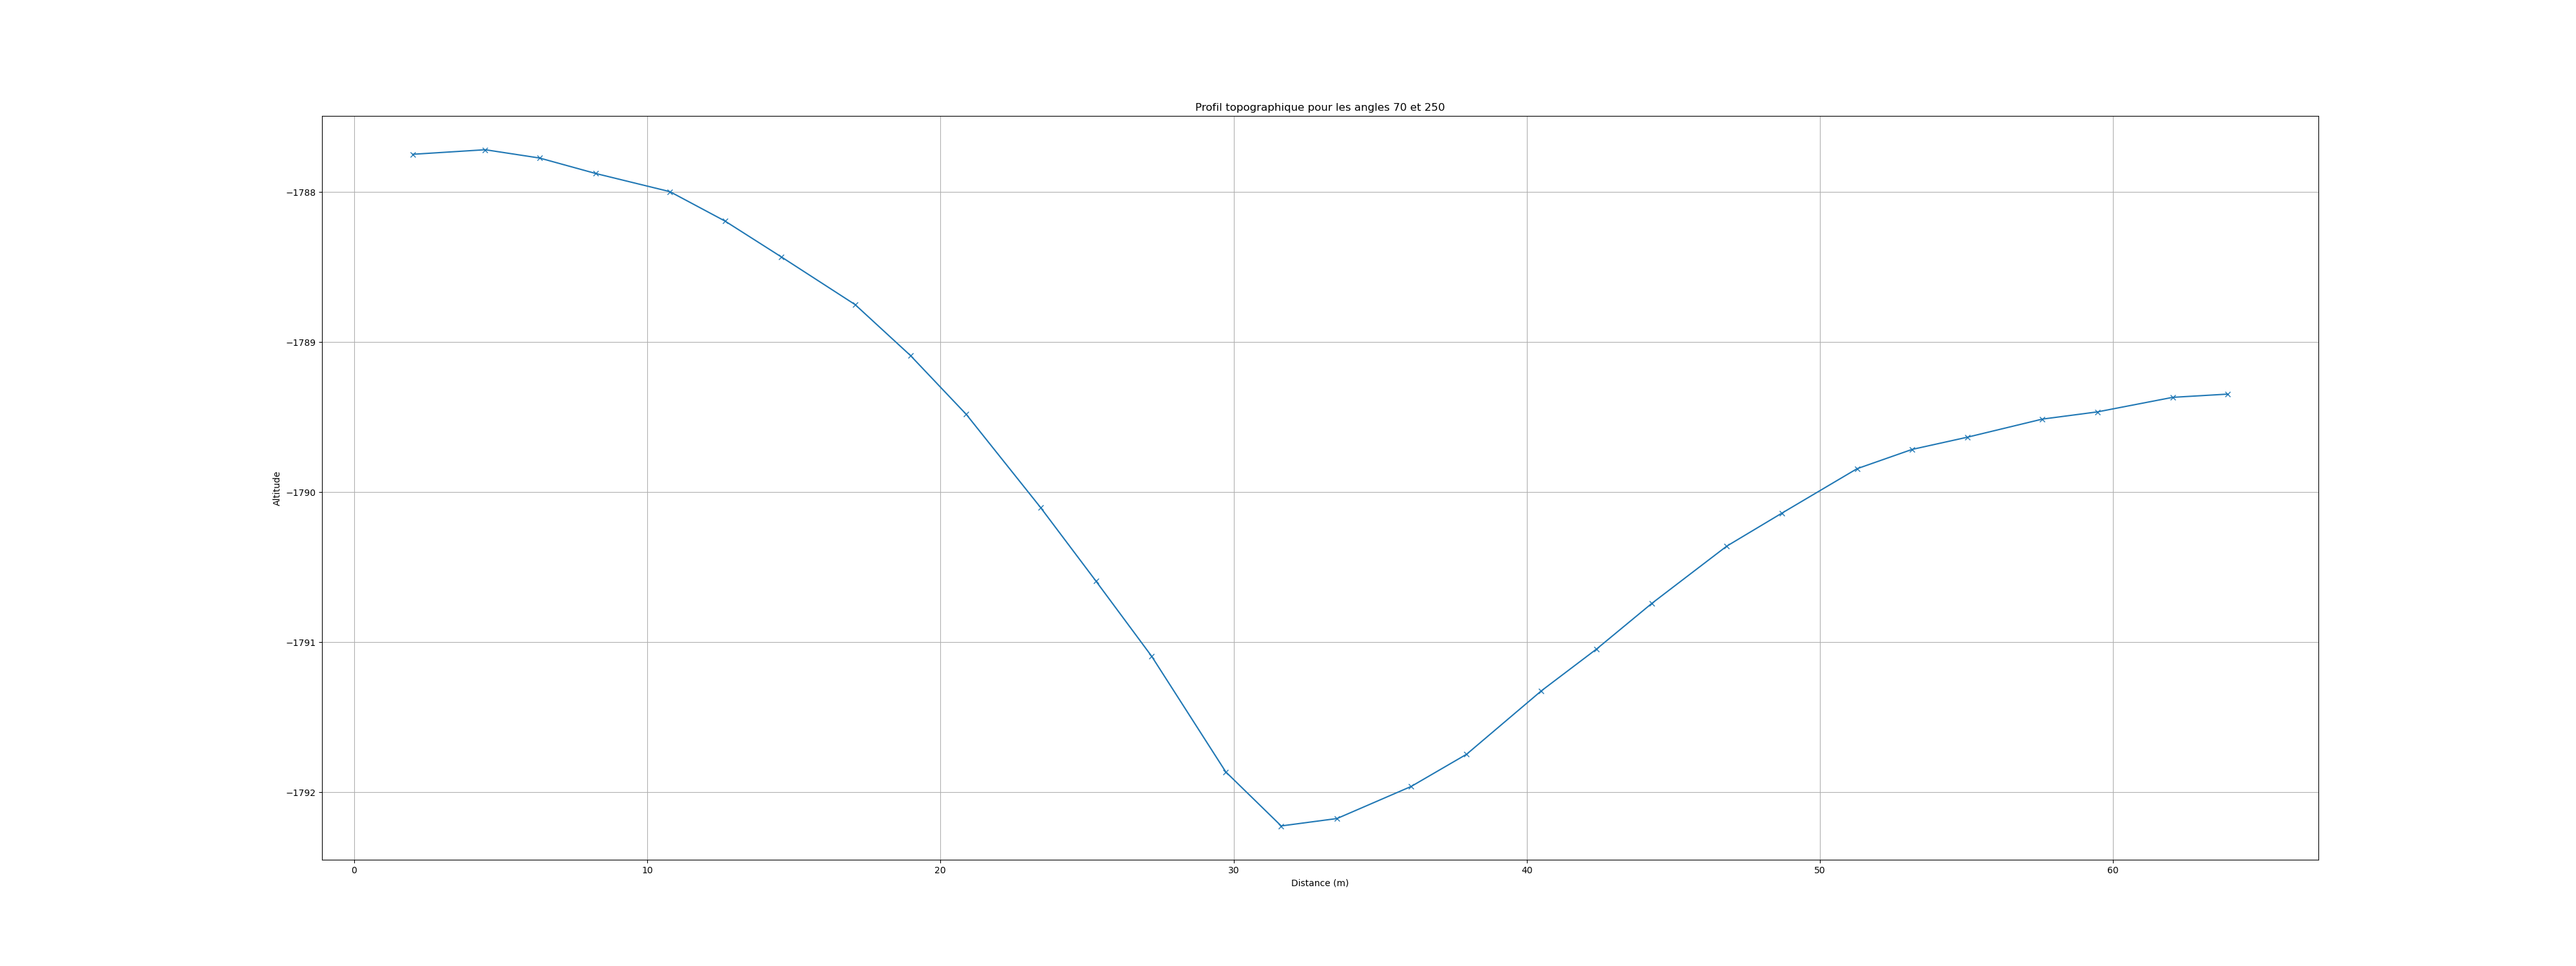 Profil topographique pour les angles 70 et 250
Altitude
−1788
−1789
−1790
−1791
−1792
0 10 20 30 40 50 60
Distance (m)